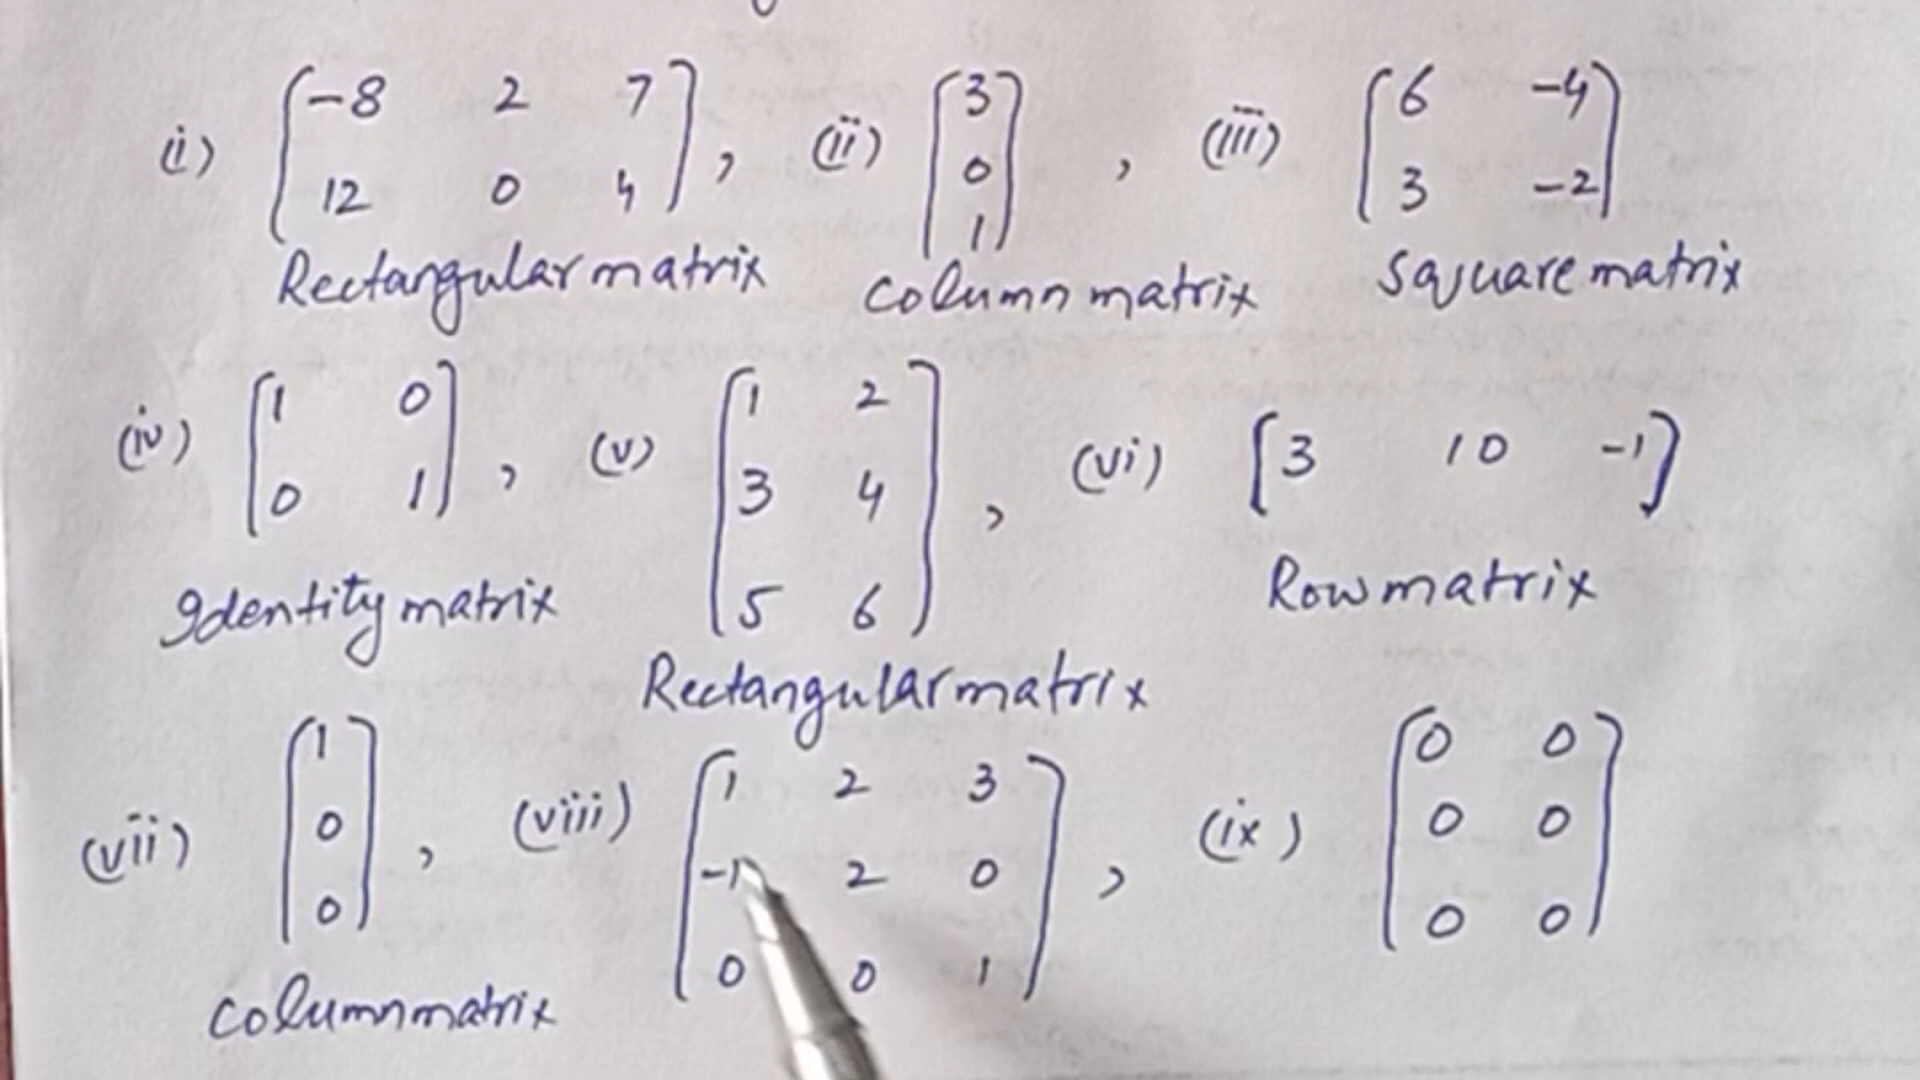 (i) [-8 2 7
12 0 4], (ii) [3
0
1], (iii) [6 -4
3 -2]
Rectangular matrix column matrix square matrix
(iv) [1 0
0 1], (v) [1 2
3 4
5 6], (vi) [3 10 -1]
Identity matrix Rectangular matrix Row matrix
(vii) [1
0
0], (viii) [1 2 3
-1 2 0
0 0 1], (ix) [0 0
0 0
0 0]
column matrix